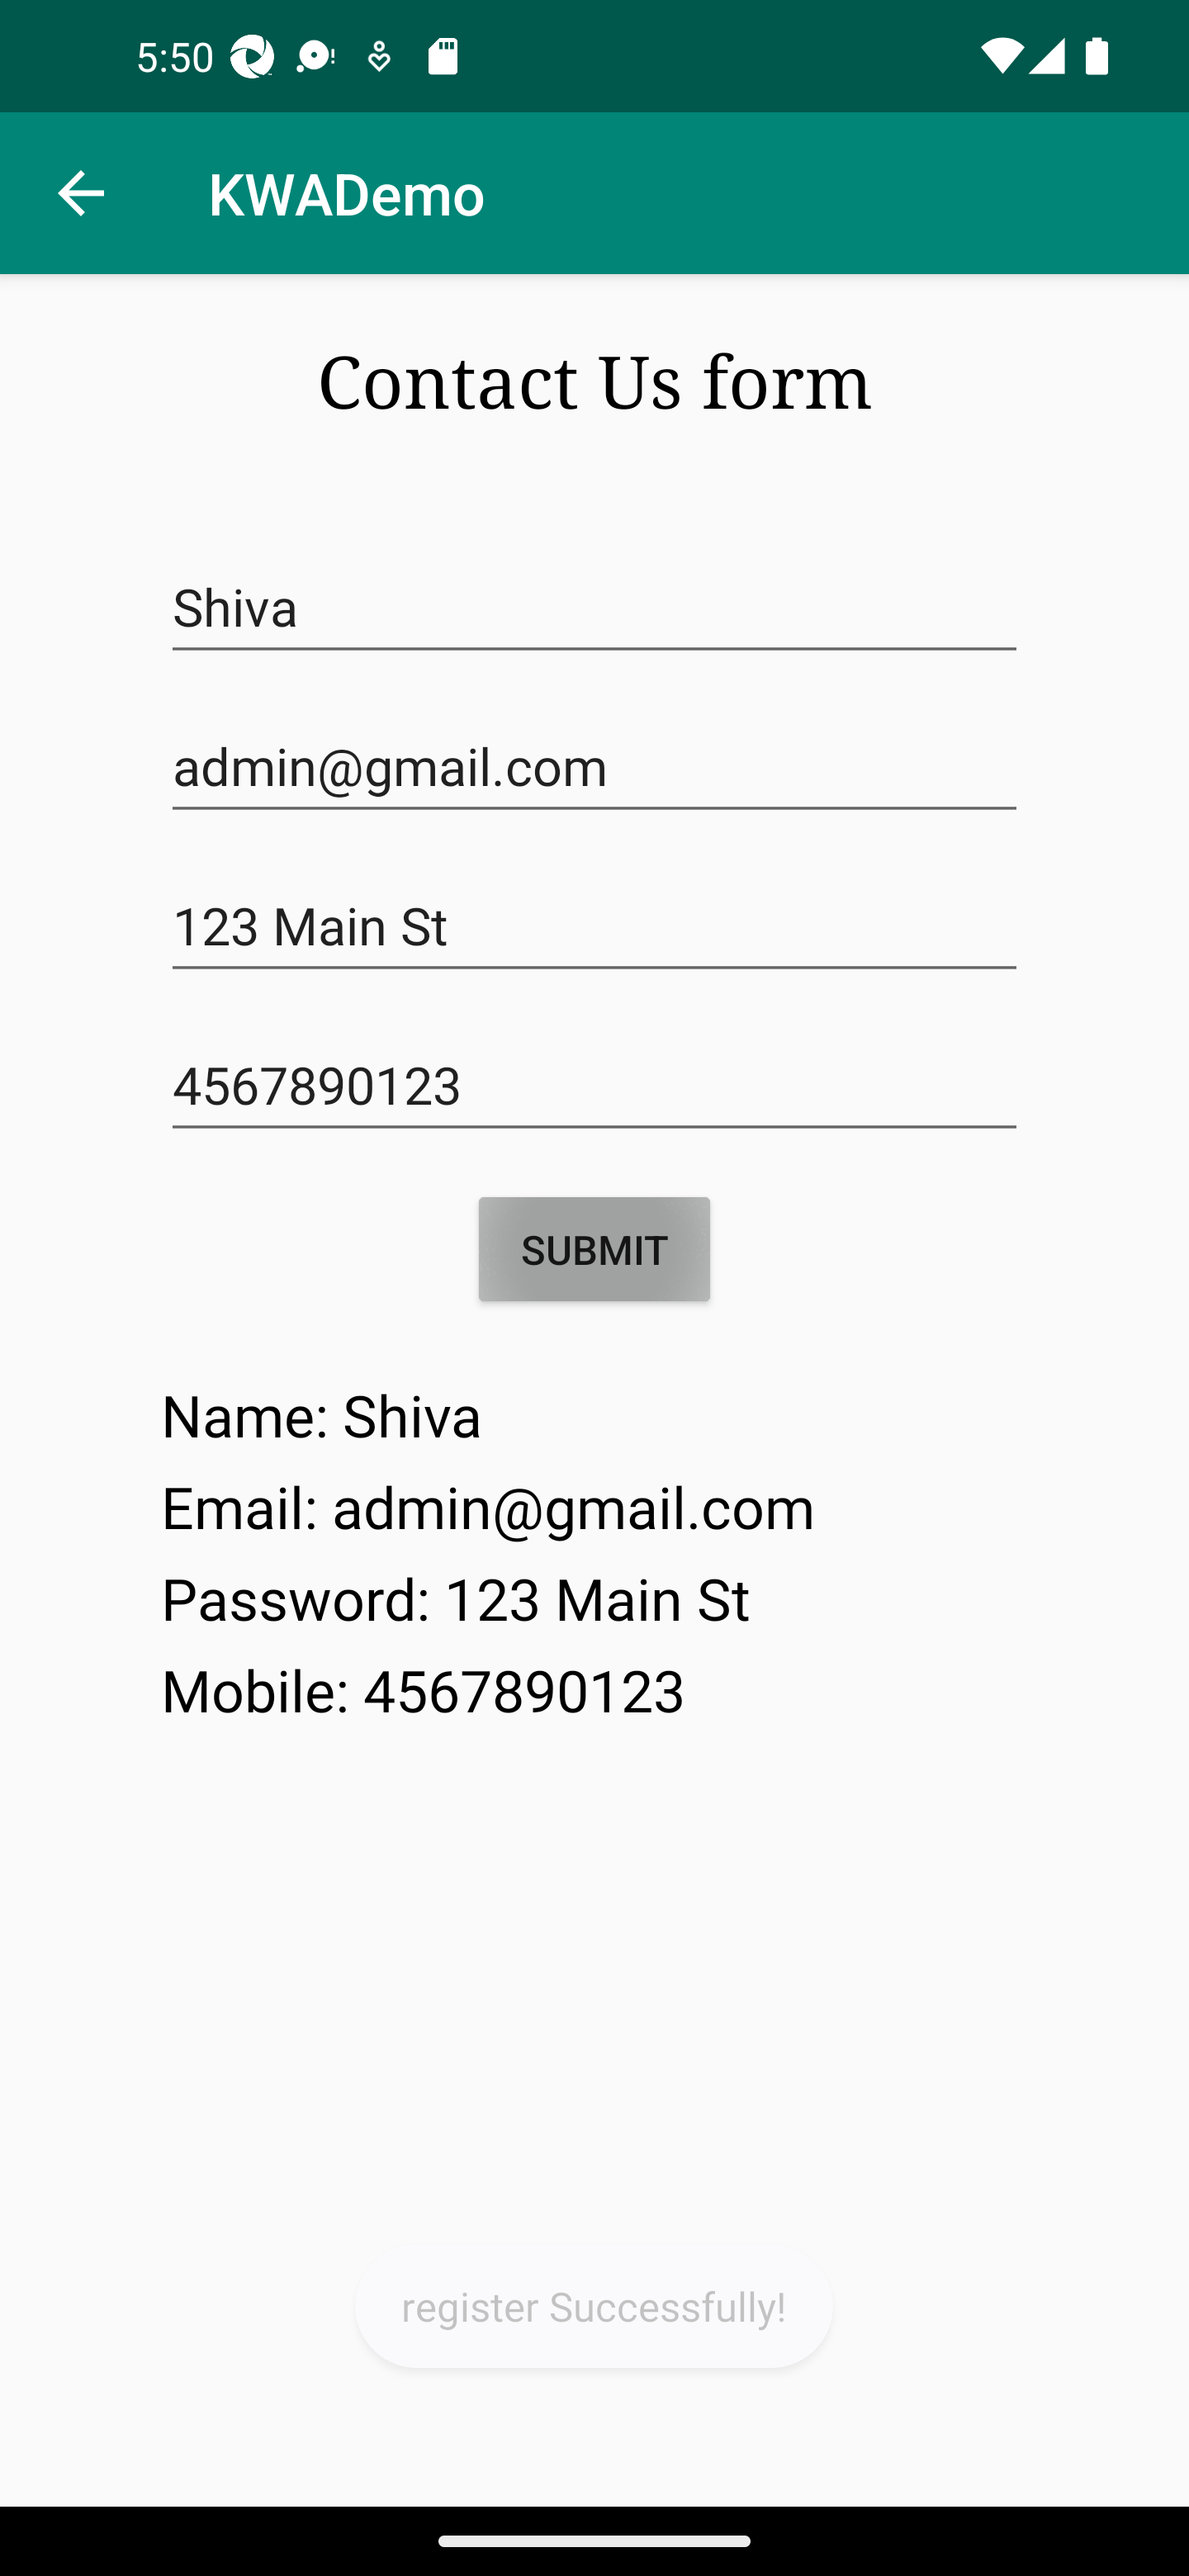 5:50
KWADemo
Contact Us form
Shiva
admin@gmail.com
123 Main St
4567890123
SUBMIT
Name: Shiva
Email: admin@gmail.com
Password: 123 Main St
Mobile: 4567890123
register Successfully!